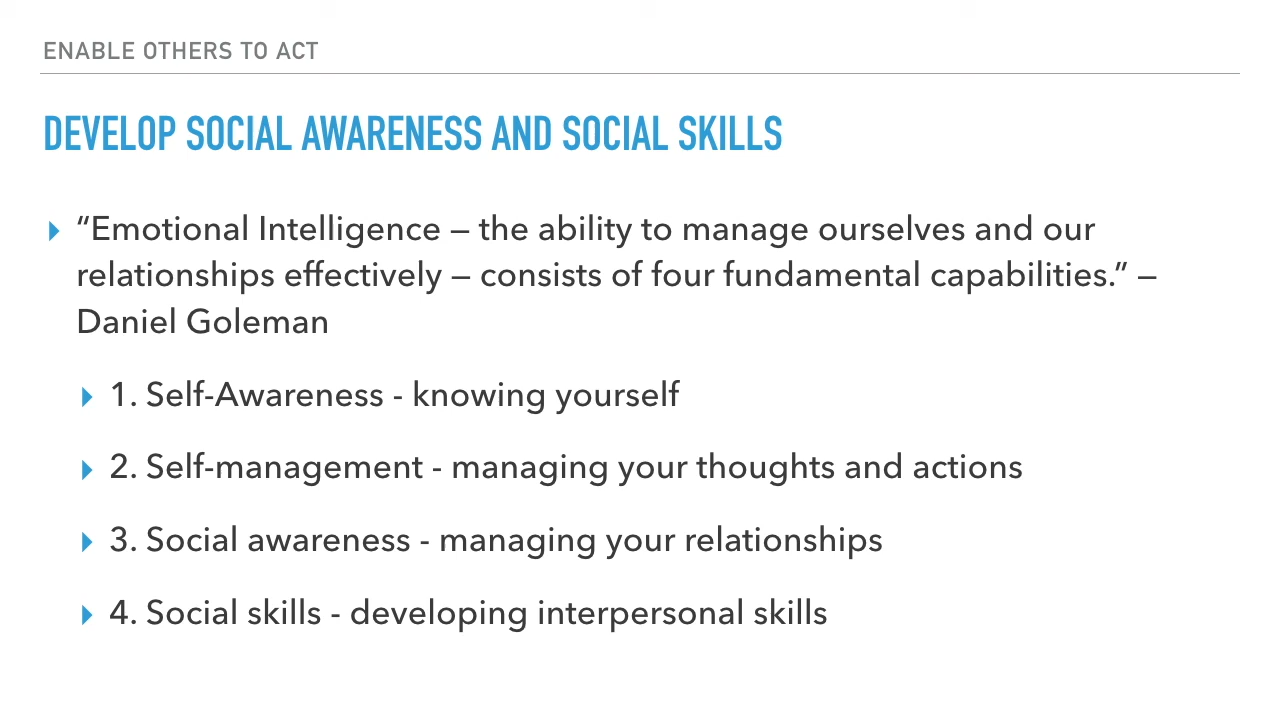 ENABLE OTHERS TO ACT
DEVELOP SOCIAL AWARENESS AND SOCIAL SKILLS
“Emotional Intelligence — the ability to manage ourselves and our
relationships effectively — consists of four fundamental capabilities.” —
Daniel Goleman
1. Self-Awareness - knowing yourself
2. Self-management - managing your thoughts and actions
3. Social awareness - managing your relationships
4. Social skills - developing interpersonal skills